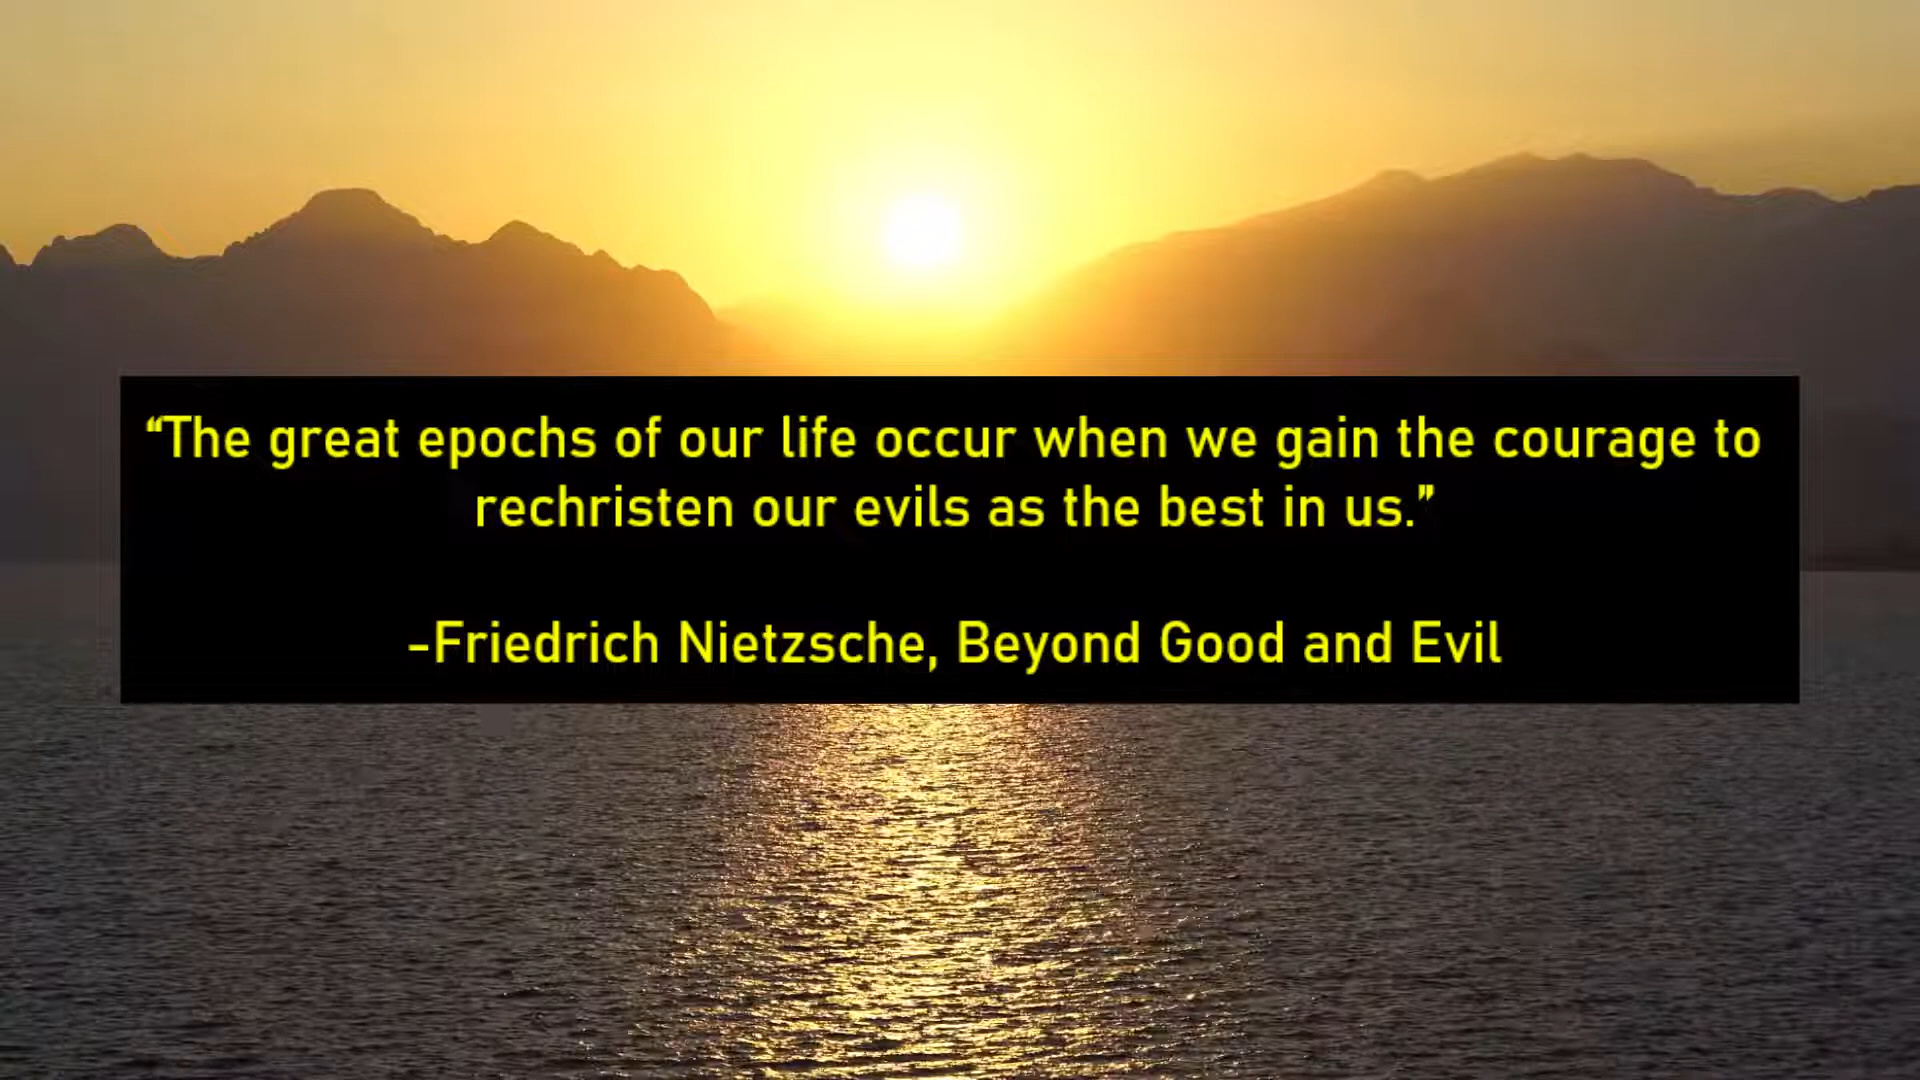 “The great epochs of our life occur when we gain the courage to
rechristen our evils as the best in us.”
-Friedrich Nietzsche, Beyond Good and Evil